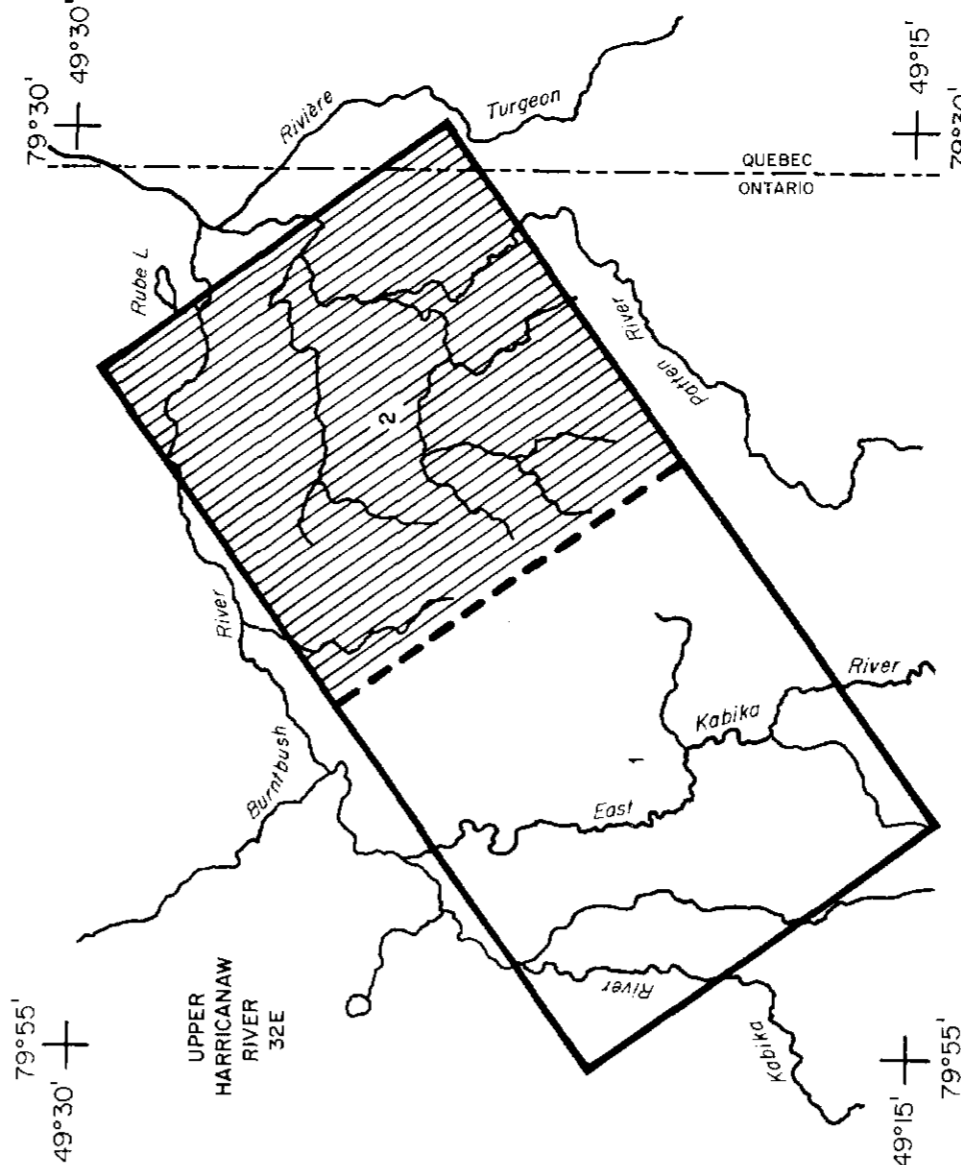 79°30'
49°30'
Rivière
Turgeon
49°15'
79°30'
QUEBEC
ONTARIO
Rube L.
Patten River
2
River
Burntbush
River
Kabika
1
East
River
Kabika
79°55'
49°30'
UPPER
HARRICANAW
RIVER
32E
49°15'
79°55'